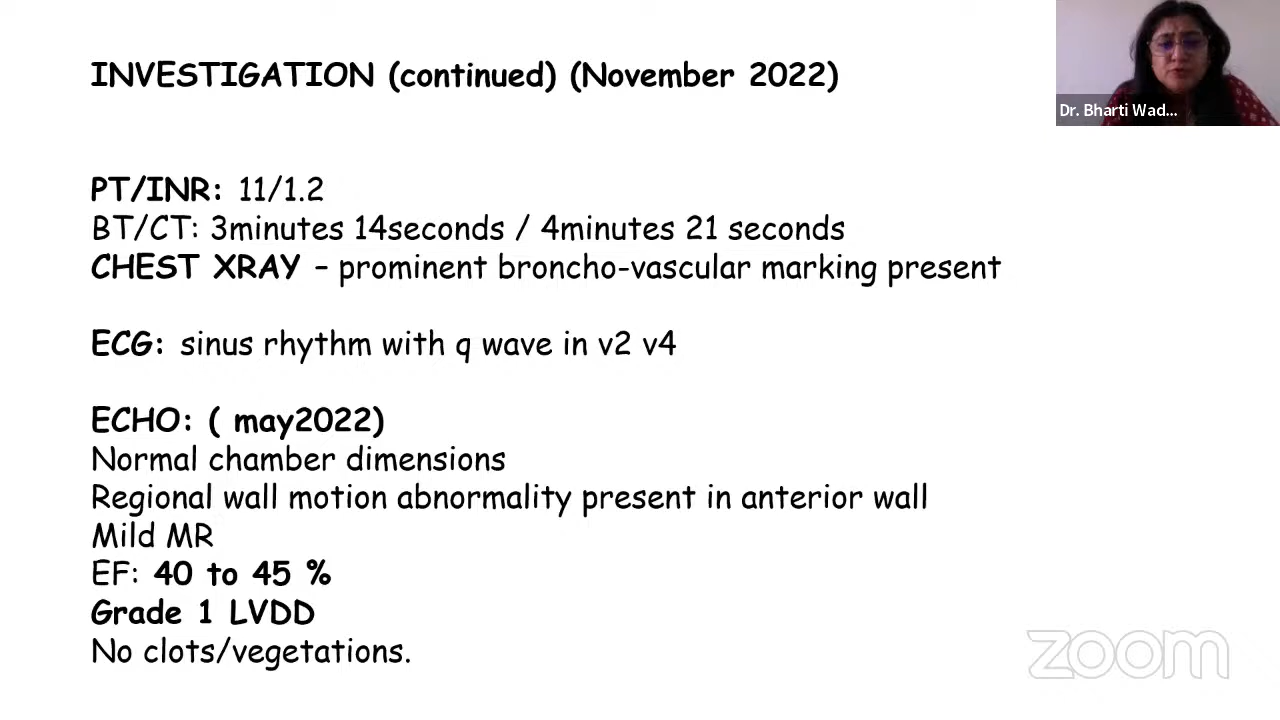 INVESTIGATION (continued) (November 2022)
Dr. Bharti Wad...
PT/INR: 11/1.2
BT/CT: 3minutes 14seconds / 4minutes 21 seconds
CHEST XRAY – prominent broncho-vascular marking present
ECG: sinus rhythm with q wave in v2 v4
ECHO: ( may2022)
Normal chamber dimensions
Regional wall motion abnormality present in anterior wall
Mild MR
EF: 40 to 45 %
Grade 1 LVDD
No clots/vegetations.
zoom